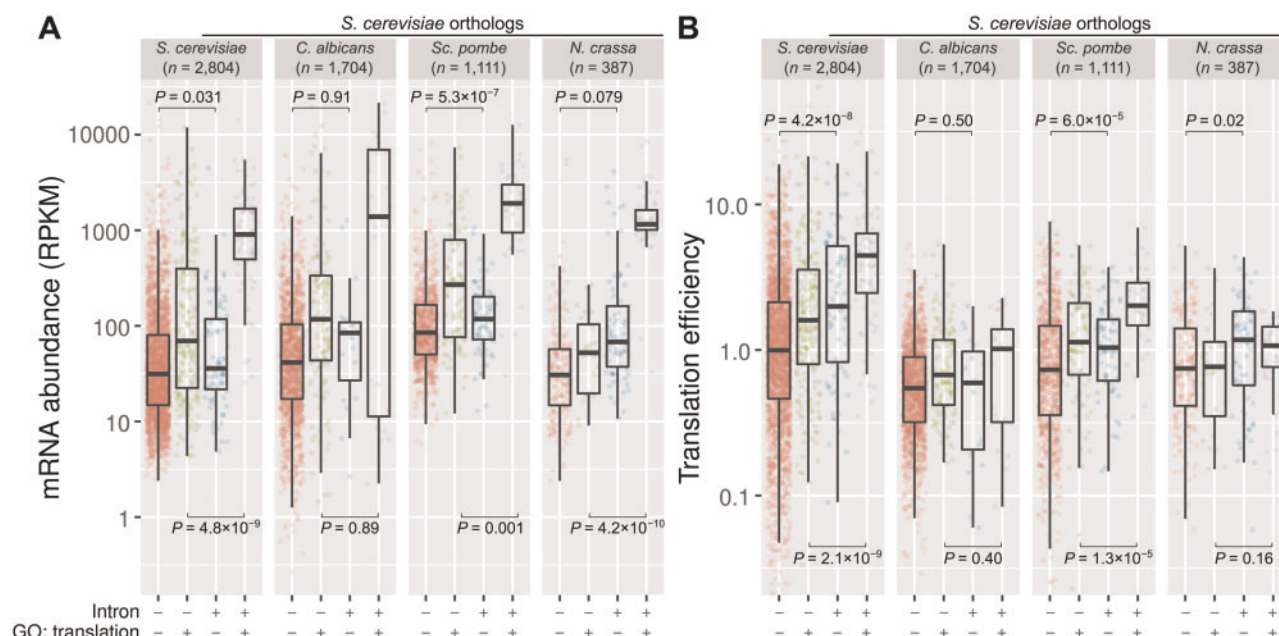 A
S. cerevisiae orthologs
S. cerevisiae
(n = 2,804)
C. albicans
(n = 1,704)
Sc. pombe
(n = 1,111)
N. crassa
(n = 387)
P = 0.031
P = 0.91
P = 5.3×10⁻⁷
P = 0.079
mRNA abundance (RPKM)
10000
1000
100
10
1
P = 4.8×10⁻⁹
P = 0.89
P = 0.001
P = 4.2×10⁻¹⁰
Intron
− − + + − − + + − − + + − − + +
GO: translation
− + − + − + − + − + − + − + − +
B
S. cerevisiae orthologs
S. cerevisiae
(n = 2,804)
C. albicans
(n = 1,704)
Sc. pombe
(n = 1,111)
N. crassa
(n = 387)
P = 4.2×10⁻⁸
P = 0.50
P = 6.0×10⁻⁵
P = 0.02
Translation efficiency
10.0
1.0
0.1
P = 2.1×10⁻⁹
P = 0.40
P = 1.3×10⁻⁵
P = 0.16
− − + + − − + + − − + + − − + +
− + − + − + − + − + − + − + − +